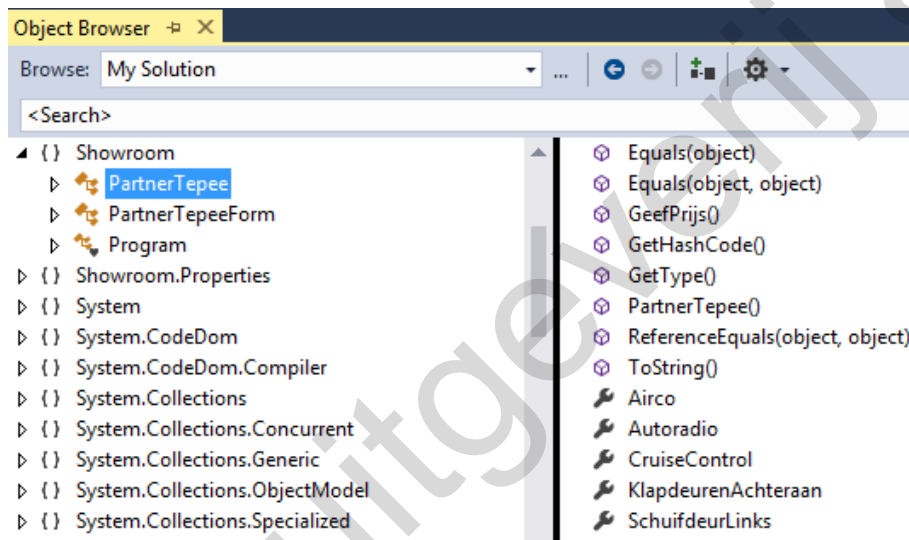 Object Browser
Browse: My Solution
...
<Search>
{ } Showroom
PartnerTepee
PartnerTepeeForm
Program
{ } Showroom.Properties
{ } System
{ } System.CodeDom
{ } System.CodeDom.Compiler
{ } System.Collections
{ } System.Collections.Concurrent
{ } System.Collections.Generic
{ } System.Collections.ObjectModel
{ } System.Collections.Specialized
Equals(object)
Equals(object, object)
GeefPrijs()
GetHashCode()
GetType()
PartnerTepee()
ReferenceEquals(object, object)
ToString()
Airco
Autoradio
CruiseControl
KlapdeurenAchteraan
SchuifdeurLinks
uitgeverij